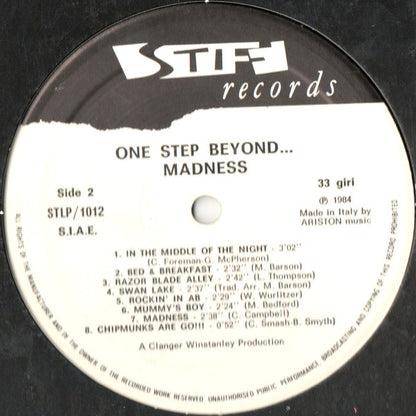 STIFF
records
ONE STEP BEYOND...
MADNESS
Side 2
33 giri
STLP/1012
℗ 1984
S.I.A.E.
Made in Italy by
ARISTON music
1. IN THE MIDDLE OF THE NIGHT - 3'02"
(C. Foreman-G. McPherson)
2. BED & BREAKFAST - 2'32" (M. Barson)
3. RAZOR BLADE ALLEY - 2'42" (L. Thompson)
4. SWAN LAKE - 2'37" (Trad. Arr. M. Barson)
5. ROCKIN' IN AB - 2'29" (W. Wurlitzer)
6. MUMMY'S BOY - 2'24" (M. Bedford)
7. MADNESS - 2'38" (C. Campbell)
8. CHIPMUNKS ARE GO!!! - 0'52" (C. Smash-B. Smyth)
A Clanger Winstanley Production
ALL RIGHTS OF THE MANUFACTURER AND OF THE OWNER OF THE RECORDED WORK RESERVED. UNAUTHORISED PUBLIC PERFORMANCE, BROADCASTING AND COPYING OF THIS RECORD PROHIBITED